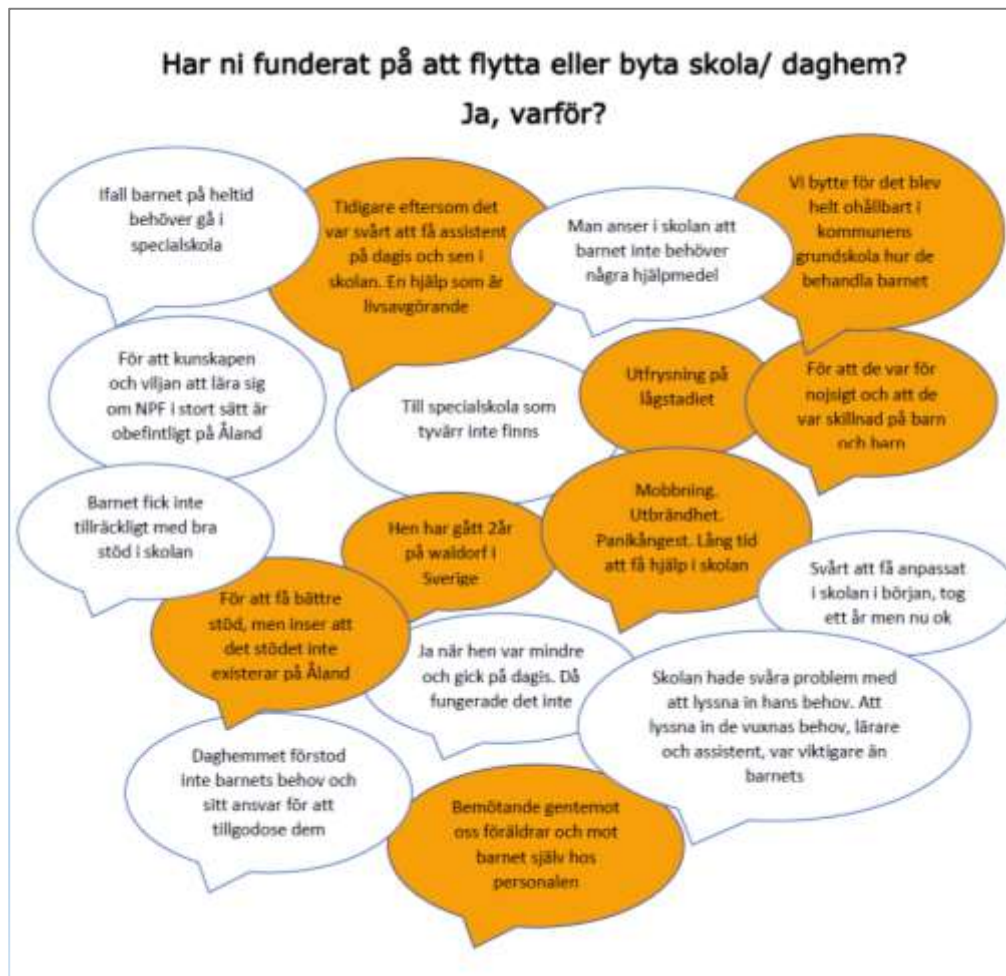 Har ni funderat på att flytta eller byta skola/ daghem?
Ja, varför?
Ifall barnet på heltid
behöver gå i
specialskola
Tidigare eftersom det
var svårt att få assistent
på dagis och sen i
skolan. En hjälp som är
livsavgörande
Man anser i skolan att
barnet inte behöver
några hjälpmedel
Vi bytte för det blev
helt ohållbart i
kommunens
grundskola hur de
behandla barnet
För att kunskapen
och viljan att lära sig
om NPF i stort sätt är
obefintligt på Åland
Till specialskola som
tyvärr inte finns
Utfrysning på
lågstadiet
För att de var för
nojsigt och att de
var skillnad på barn
och barn
Barnet fick inte
tillräckligt med bra
stöd i skolan
Hen har gått 2år
på waldorf i
Sverige
Mobbning.
Utbrändhet.
Panikångest. Lång tid
att få hjälp i skolan
Svårt att få anpassat
i skolan i början, tog
ett år men nu ok
För att få bättre
stöd, men inser att
det stödet inte
existerar på Åland
Ja när hen var mindre
och gick på dagis. Då
fungerade det inte
Skolan hade svåra problem med
att lyssna in hans behov. Att
lyssna in de vuxnas behov, lärare
och assistent, var viktigare än
barnets
Daghemmet förstod
inte barnets behov och
sitt ansvar för att
tillgodose dem
Bemötande gentemot
oss föräldrar och mot
barnet själv hos
personalen